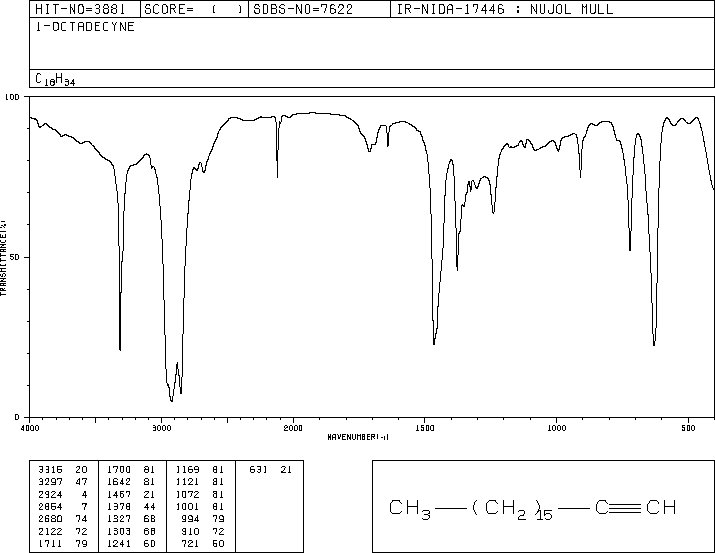 HIT-NO=3881 SCORE= ( ) SDBS-NO=7622 IR-NIDA-17446 : NUJOL MULL
1-OCTADECYNE
C18H34
100
50
0
TRANSMITTANCE(%)
4000 3000 2000 1500 1000 500
WAVENUMBER(-1)
3315 20 1700 81 1169 81 631 21
3297 47 1642 81 1121 81
2924 4 1467 21 1072 81
2854 7 1378 44 1001 81
2680 74 1327 68 994 79
2122 72 1303 68 910 72
1711 79 1241 60 721 50
CH3—(CH2)15—C≡CH